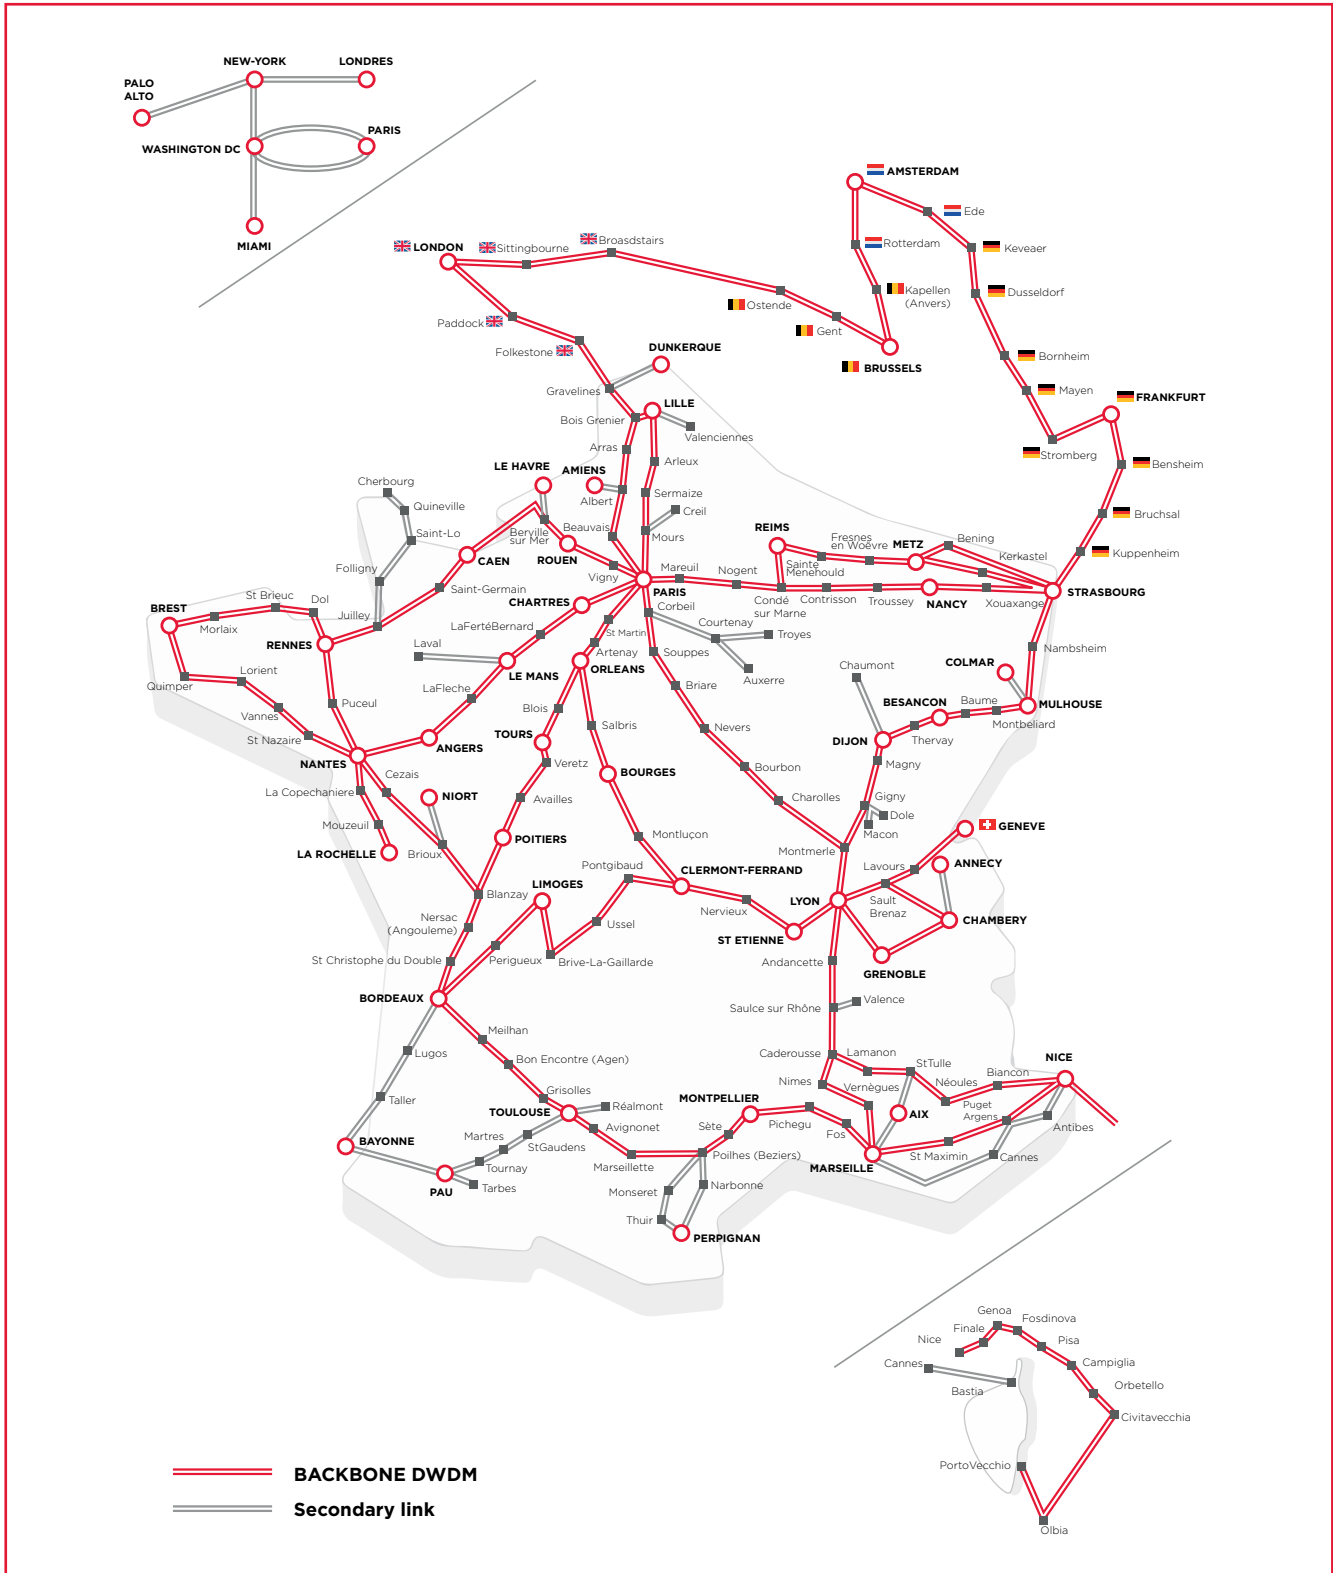 NEW-YORK
LONDRES
PALO
ALTO
PARIS
WASHINGTON DC
MIAMI
AMSTERDAM
Ede
Broasdstairs
LONDON
Sittingbourne
Rotterdam
Keveaer
Kapellen
(Anvers)
Dusseldorf
Ostende
Paddock
Gent
Folkestone
DUNKERQUE
Bornheim
BRUSSELS
Gravelines
Mayen
FRANKFURT
LILLE
Bois Grenier
Valenciennes
Arras
Stromberg
Arleux
Bensheim
LE HAVRE
AMIENS
Cherbourg
Albert
Sermaize
Quineville
Creil
Bruchsal
Saint-Lo
Berville
sur Mer
Beauvais
Mours
REIMS
Fresnes
en Woëvre
METZ
Bening
Kuppenheim
CAEN
ROUEN
Kerkastel
Folligny
Vigny
Mareuil
Nogent
Sainte
Menehould
PARIS
STRASBOURG
Saint-Germain
St Brieuc
Dol
CHARTRES
Condé
sur Marne
Contrisson
Troussey
NANCY
Xouaxange
BREST
Juilley
Corbeil
Morlaix
LaFertéBernard
St Martin
Courtenay
Troyes
RENNES
Laval
Artenay
Souppes
Nambsheim
LE MANS
ORLEANS
Chaumont
COLMAR
Lorient
Auxerre
Quimper
LaFleche
Briare
Puceul
Blois
BESANCON
Baume
MULHOUSE
Vannes
Salbris
Nevers
Montbeliard
St Nazaire
ANGERS
TOURS
DIJON
Thervay
NANTES
Cezais
Veretz
BOURGES
Bourbon
Magny
La Copechaniere
NIORT
Availles
Charolles
Gigny
Dole
Mouzeuil
Macon
GENEVE
LA ROCHELLE
Brioux
POITIERS
Montluçon
Montmerle
Pontgibaud
CLERMONT-FERRAND
Lavours
ANNECY
LIMOGES
Blanzay
LYON
Sault
Brenaz
Nervieux
CHAMBERY
Nersac
(Angouleme)
Ussel
ST ETIENNE
St Christophe du Double
Perigueux
Brive-La-Gaillarde
Andancette
GRENOBLE
BORDEAUX
Valence
Saulce sur Rhône
Meilhan
Lugos
Bon Encontre (Agen)
Caderousse
Lamanon
StTulle
NICE
Nimes
Vernègues
Néoules
Biancon
Grisolles
Taller
TOULOUSE
Réalmont
MONTPELLIER
Puget
Argens
AIX
Pichegu
Antibes
BAYONNE
Martres
Avignonet
Sète
Fos
StGaudens
Poilhes (Beziers)
St Maximin
Cannes
Tournay
Marseillette
MARSEILLE
PAU
Tarbes
Monseret
Narbonne
Thuir
PERPIGNAN
Genoa
Fosdinova
Finale
Nice
Pisa
Cannes
Campiglia
Bastia
Orbetello
Civitavecchia
PortoVecchio
BACKBONE DWDM
Secondary link
Olbia